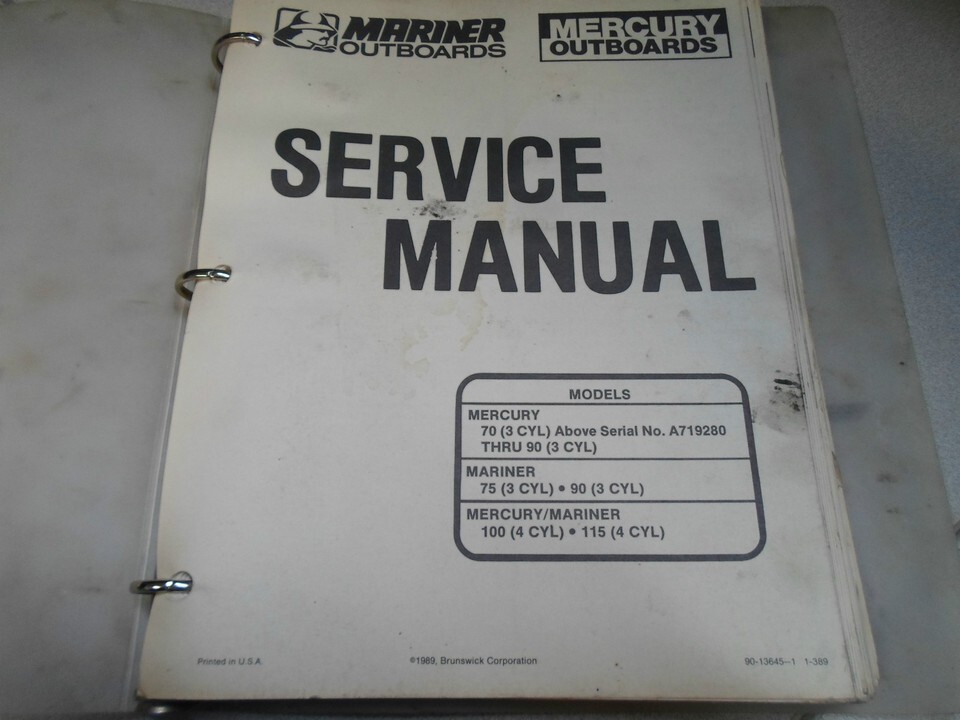 MARINER
OUTBOARDS
MERCURY
OUTBOARDS
SERVICE
MANUAL
MODELS
MERCURY
70 (3 CYL) Above Serial No. A719280
THRU 90 (3 CYL)
MARINER
75 (3 CYL) • 90 (3 CYL)
MERCURY/MARINER
100 (4 CYL) • 115 (4 CYL)
Printed in U.S.A.
©1989, Brunswick Corporation
90-13645--1 1-389